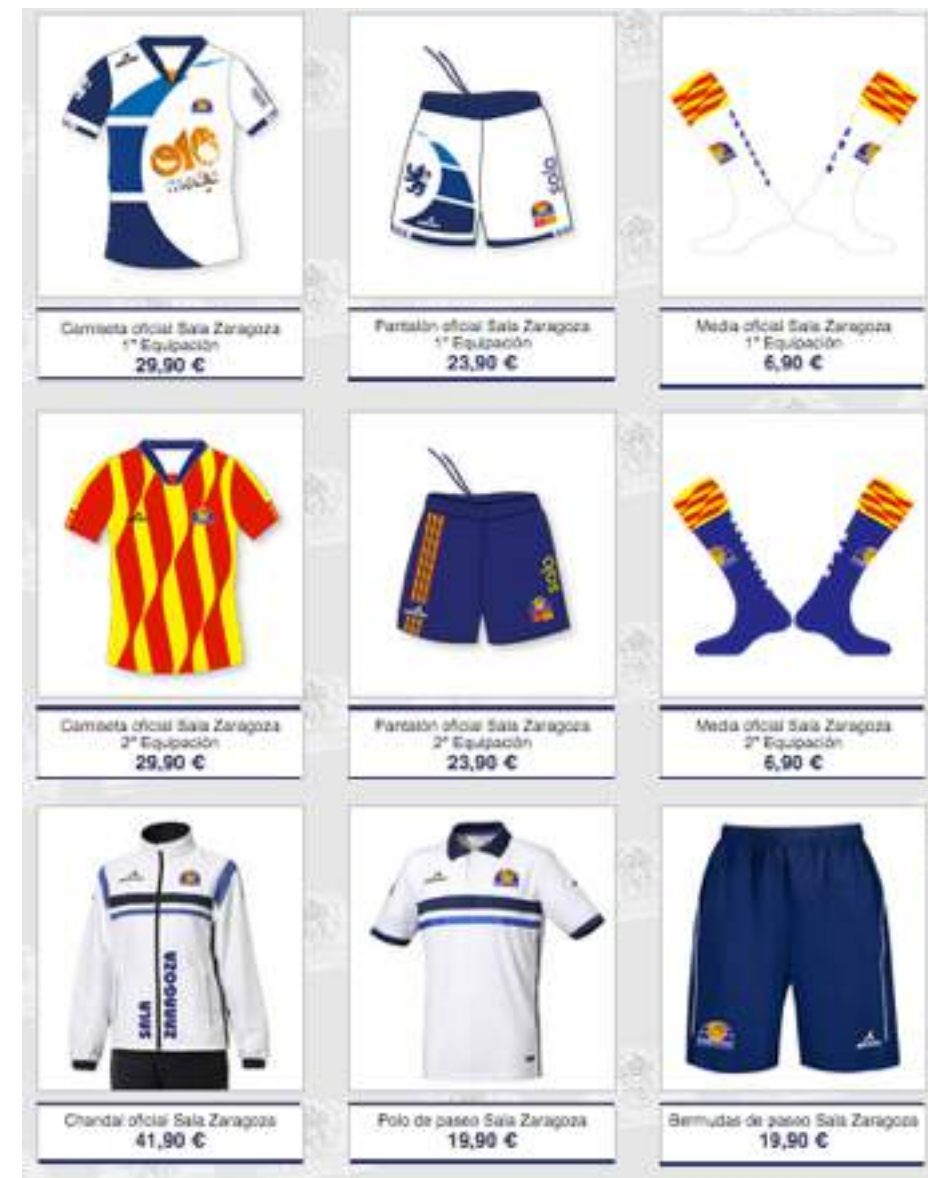 solo
Camiseta oficial Sala Zaragoza
1ª Equipación
29,90 €
Pantalón oficial Sala Zaragoza
1ª Equipación
23,90 €
Media oficial Sala Zaragoza
1ª Equipación
6,90 €
solo
Camiseta oficial Sala Zaragoza
2ª Equipación
29,90 €
Pantalón oficial Sala Zaragoza
2ª Equipación
23,90 €
Media oficial Sala Zaragoza
2ª Equipación
6,90 €
SALA
ZARAGOZA
Chandal oficial Sala Zaragoza
41,90 €
Polo de paseo Sala Zaragoza
19,90 €
Bermudas de paseo Sala Zaragoza
19,90 €